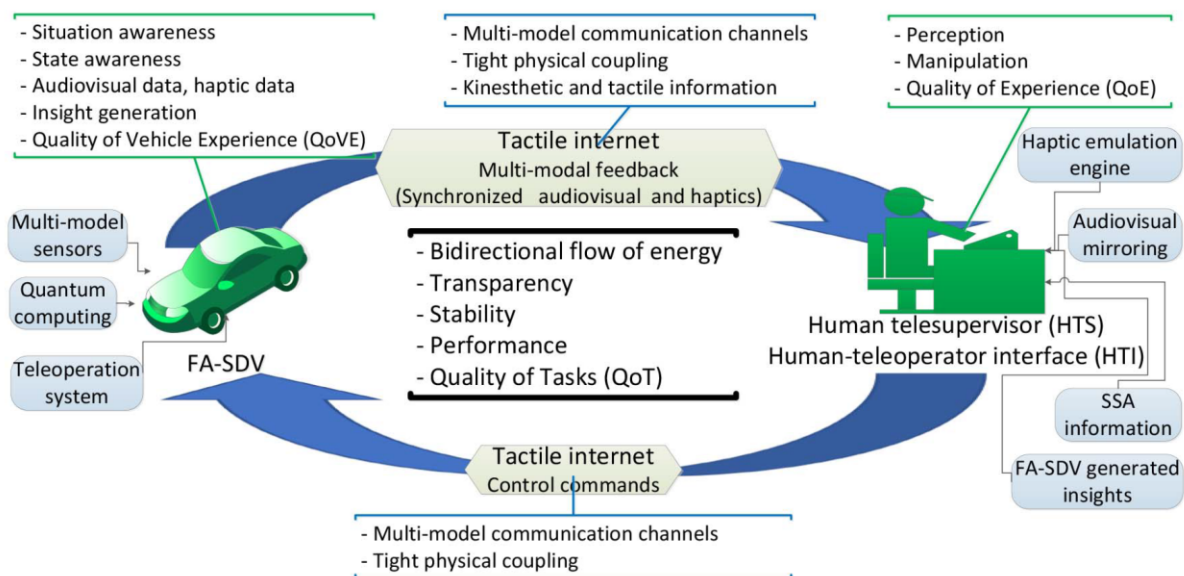 - Situation awareness
- State awareness
- Audiovisual data, haptic data
- Insight generation
- Quality of Vehicle Experience (QoVE)
- Multi-model communication channels
- Tight physical coupling
- Kinesthetic and tactile information
- Perception
- Manipulation
- Quality of Experience (QoE)
Tactile internet
Multi-modal feedback
(Synchronized audiovisual and haptics)
Haptic emulation
engine
Audiovisual
mirroring
Multi-model
sensors
Quantum
computing
Teleoperation
system
FA-SDV
- Bidirectional flow of energy
- Transparency
- Stability
- Performance
- Quality of Tasks (QoT)
Human telesupervisor (HTS)
Human-teleoperator interface (HTI)
SSA
information
FA-SDV generated
insights
Tactile internet
Control commands
- Multi-model communication channels
- Tight physical coupling